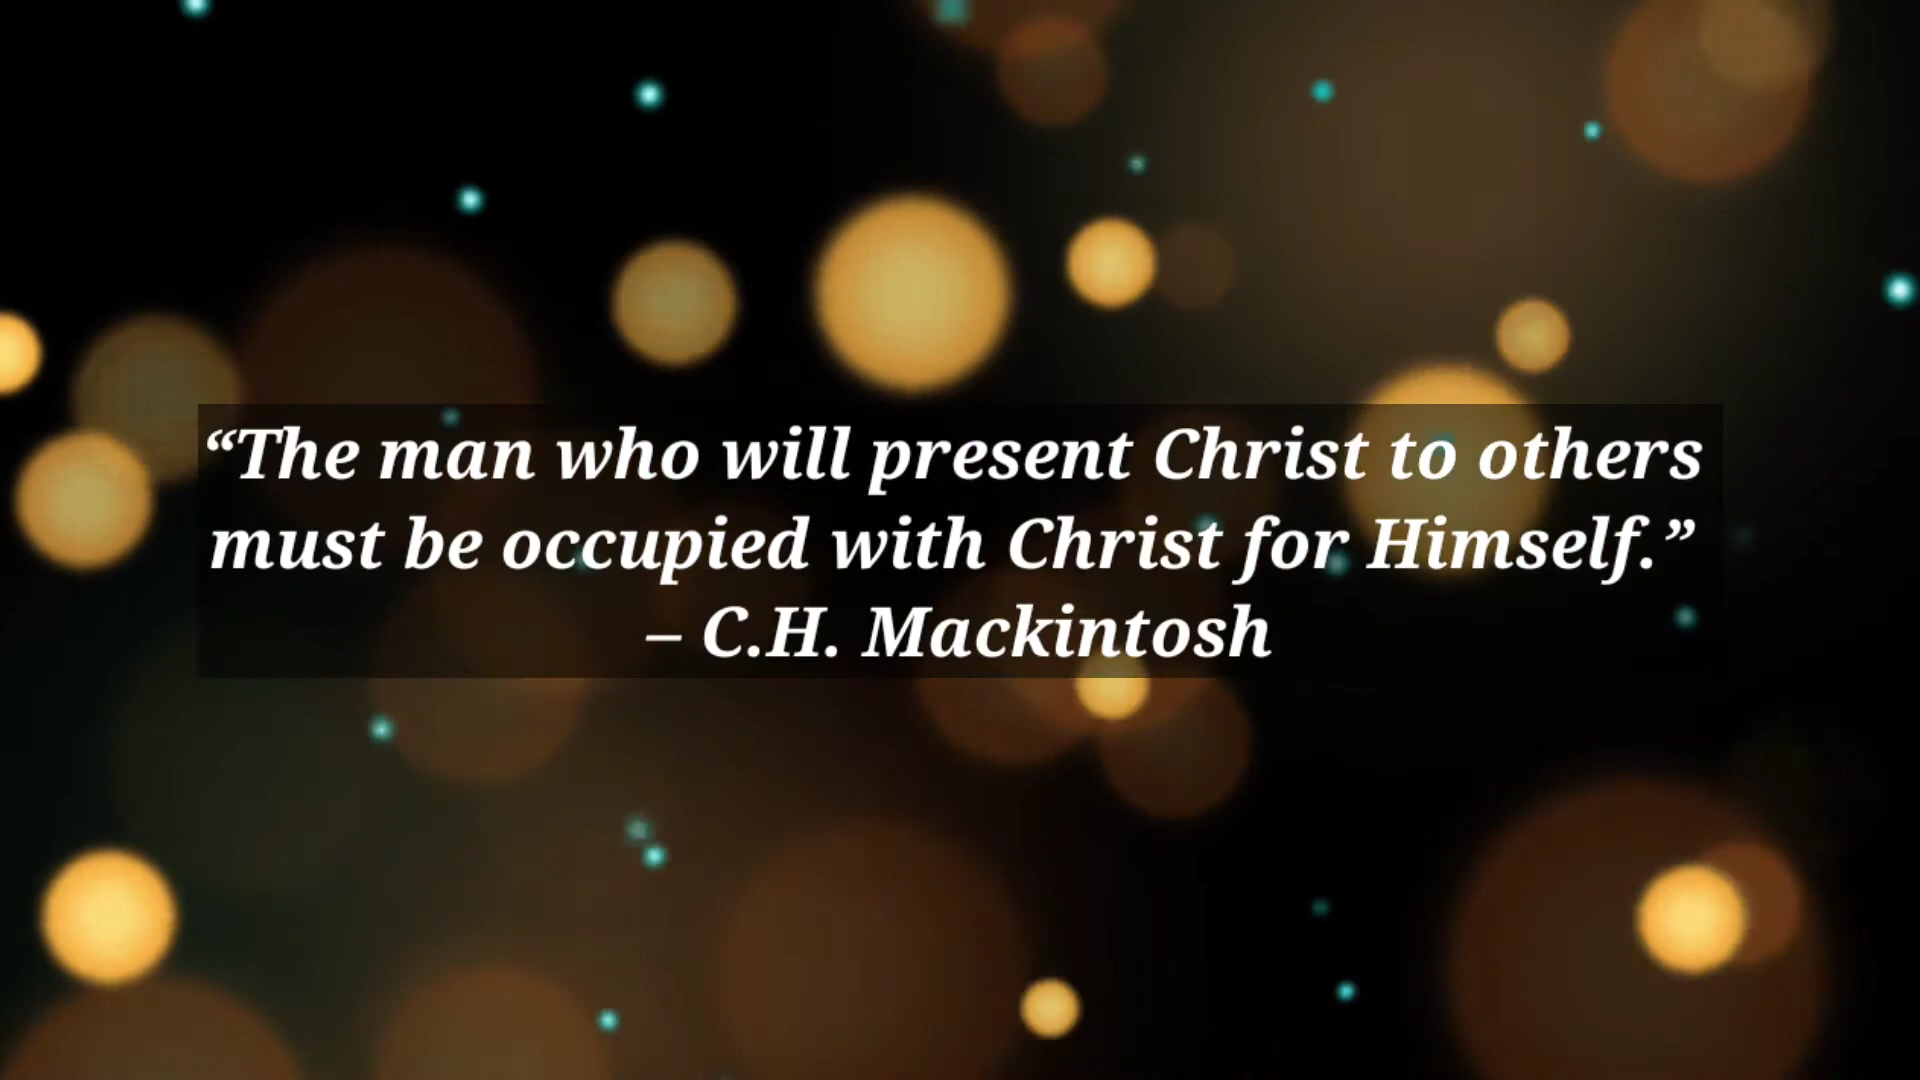 “The man who will present Christ to others
must be occupied with Christ for Himself.”
– C.H. Mackintosh